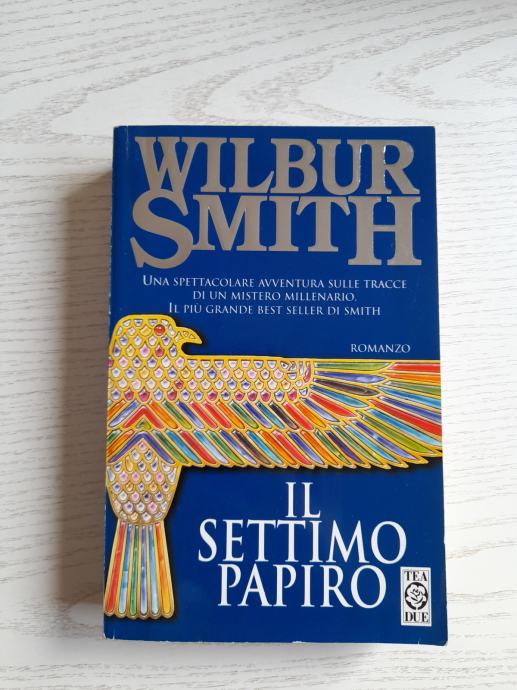 WILBUR
SMITH
UNA SPETTACOLARE AVVENTURA SULLE TRACCE
DI UN MISTERO MILLENARIO.
IL PIÙ GRANDE BEST SELLER DI SMITH
ROMANZO
IL
SETTIMO
PAPIRO
TEA
DUE